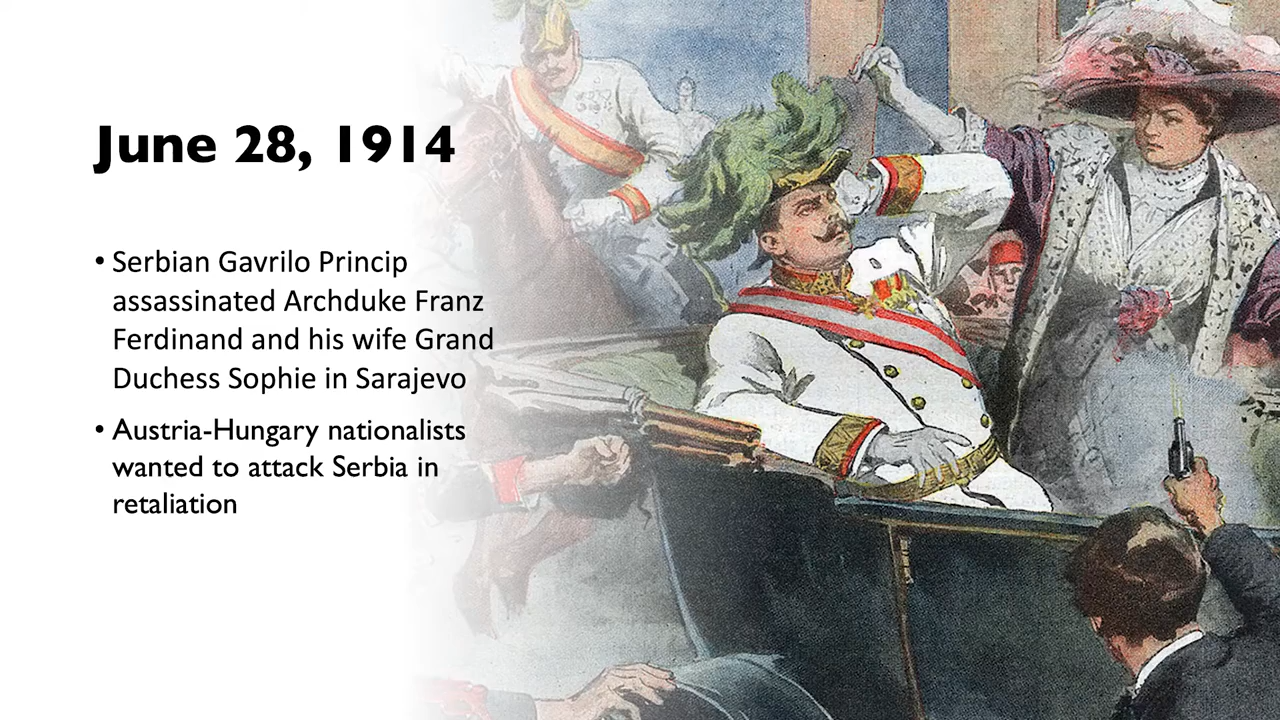 June 28, 1914
• Serbian Gavrilo Princip
assassinated Archduke Franz
Ferdinand and his wife Grand
Duchess Sophie in Sarajevo
• Austria-Hungary nationalists
wanted to attack Serbia in
retaliation